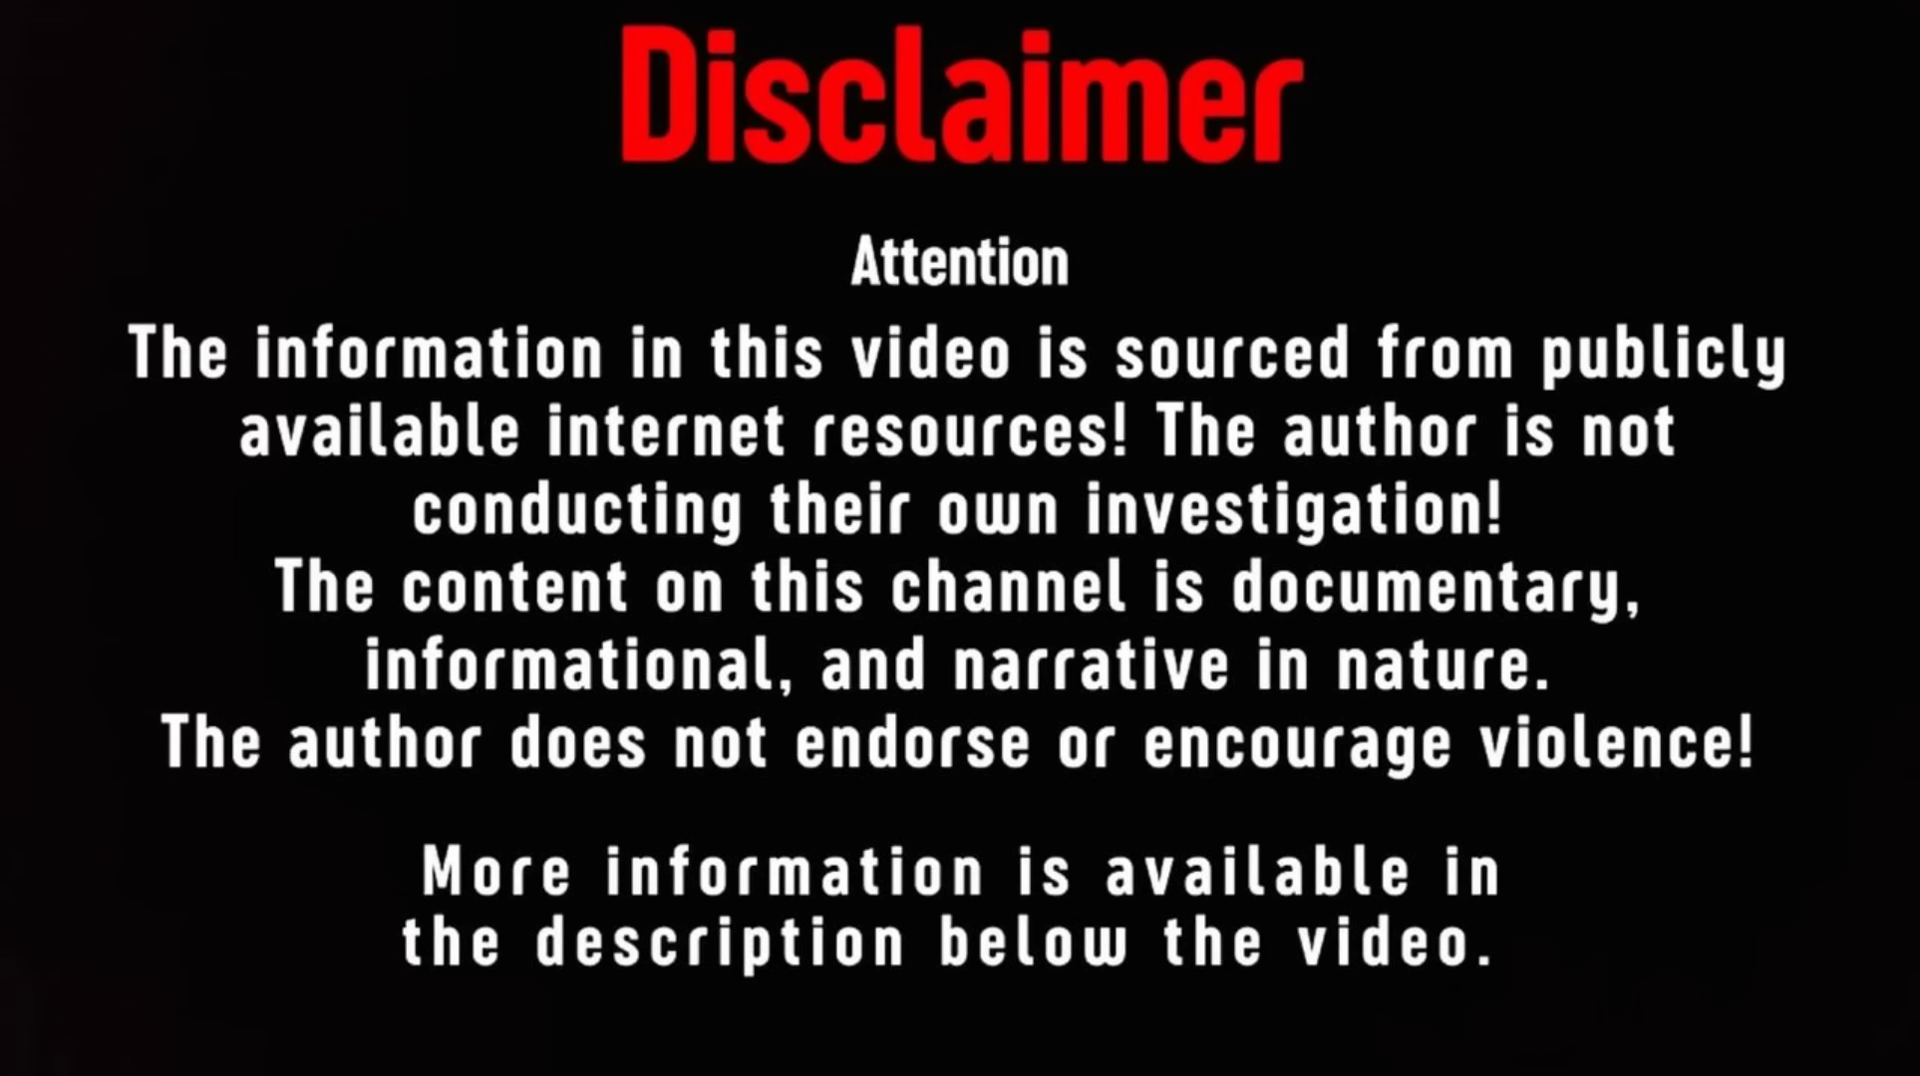 Disclaimer
Attention
The information in this video is sourced from publicly
available internet resources! The author is not
conducting their own investigation!
The content on this channel is documentary,
informational, and narrative in nature.
The author does not endorse or encourage violence!
More information is available in
the description below the video.